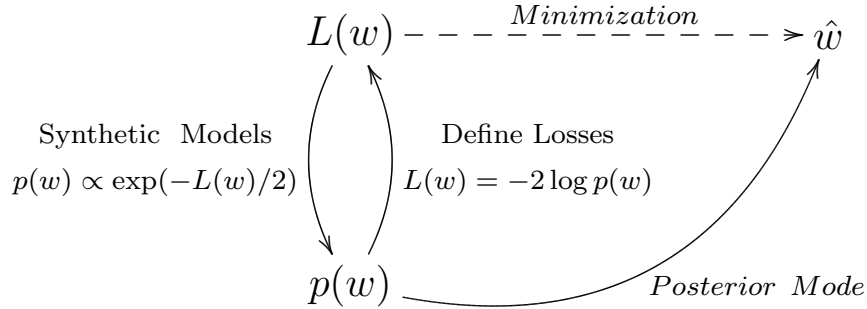 Minimization
L(w) ŵ
Synthetic Models Define Losses
p(w) ∝ exp(−L(w)/2) L(w) = −2 log p(w)
p(w)
Posterior Mode